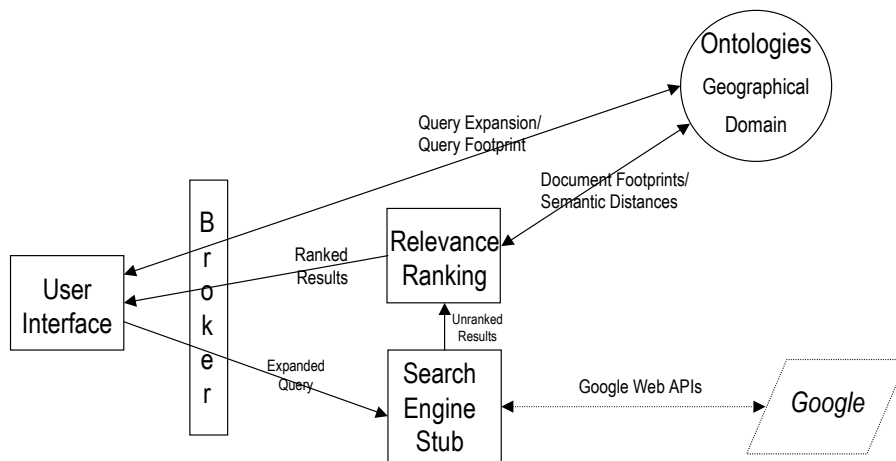 Ontologies
Geographical
Domain
Query Expansion/
Query Footprint
Document Footprints/
Semantic Distances
B
r
o
k
e
r
Relevance
Ranking
Ranked
Results
User
Interface
Unranked
Results
Expanded
Query
Search
Engine
Stub
Google Web APIs
Google